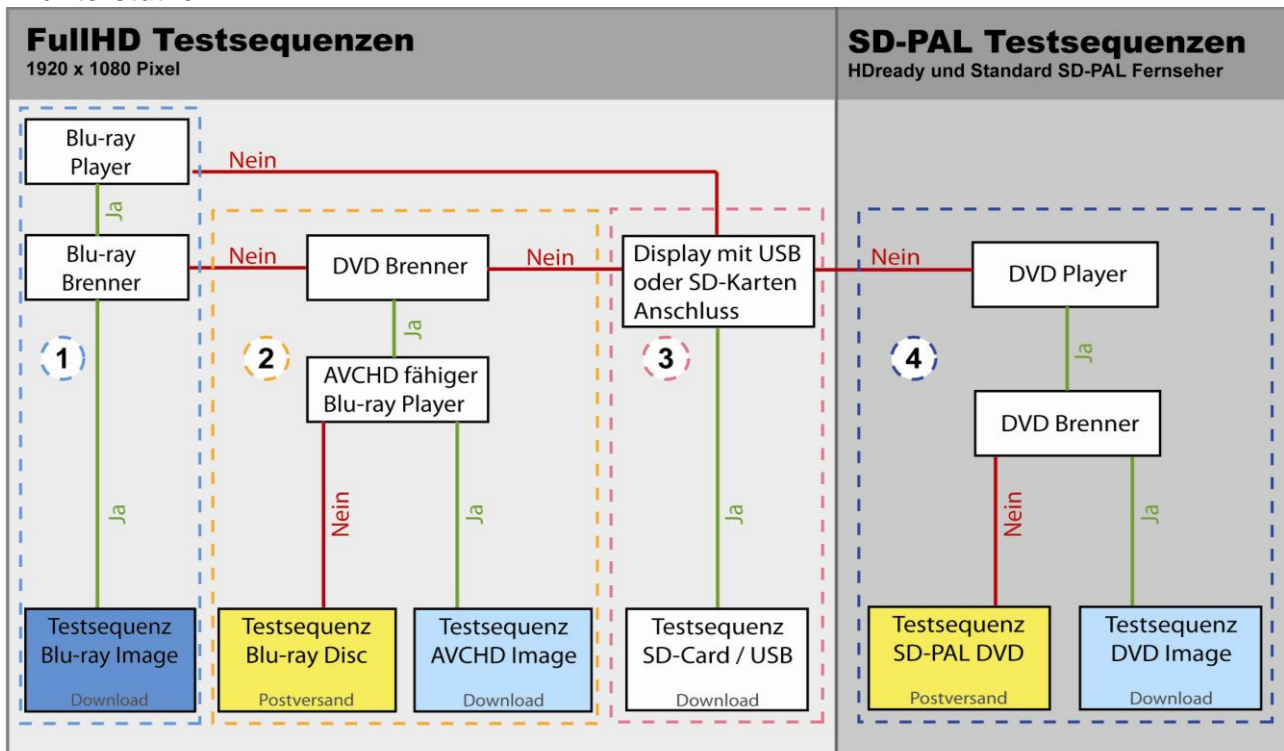 FullHD Testsequenzen
1920 x 1080 Pixel
SD-PAL Testsequenzen
HDready und Standard SD-PAL Fernseher
Blu-ray
Player
Nein
Ja
Blu-ray
Brenner
Nein
DVD Brenner
Nein
Display mit USB
oder SD-Karten
Anschluss
Nein
DVD Player
Ja
Ja
1
2
AVCHD fähiger
Blu-ray Player
3
4
DVD Brenner
Ja
Nein
Ja
Ja
Nein
Ja
Testsequenz
Blu-ray Image
Download
Testsequenz
Blu-ray Disc
Postversand
Testsequenz
AVCHD Image
Download
Testsequenz
SD-Card / USB
Download
Testsequenz
SD-PAL DVD
Postversand
Testsequenz
DVD Image
Download